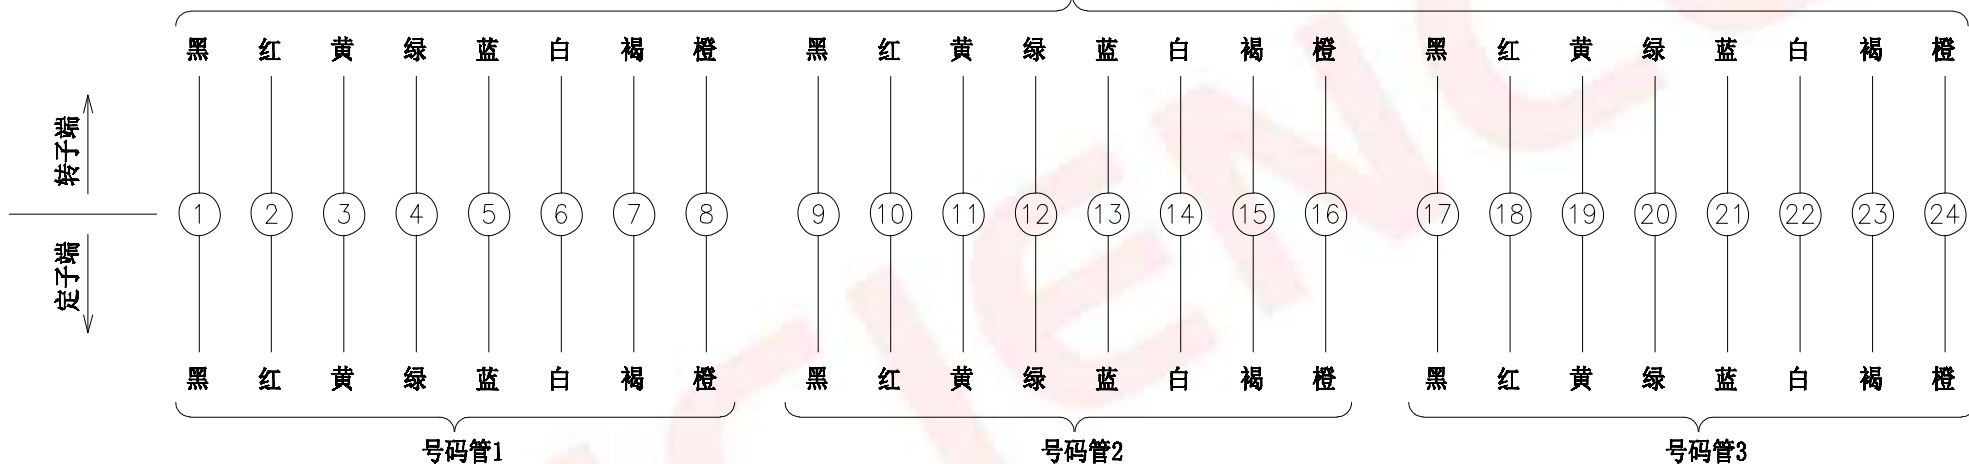 黑 红 黄 绿 蓝 白 褐 橙 黑 红 黄 绿 蓝 白 褐 橙 黑 红 黄 绿 蓝 白 褐 橙
转子端
1 2 3 4 5 6 7 8 9 10 11 12 13 14 15 16 17 18 19 20 21 22 23 24
定子端
黑 红 黄 绿 蓝 白 褐 橙 黑 红 黄 绿 蓝 白 褐 橙 黑 红 黄 绿 蓝 白 褐 橙
号码管1 号码管2 号码管3